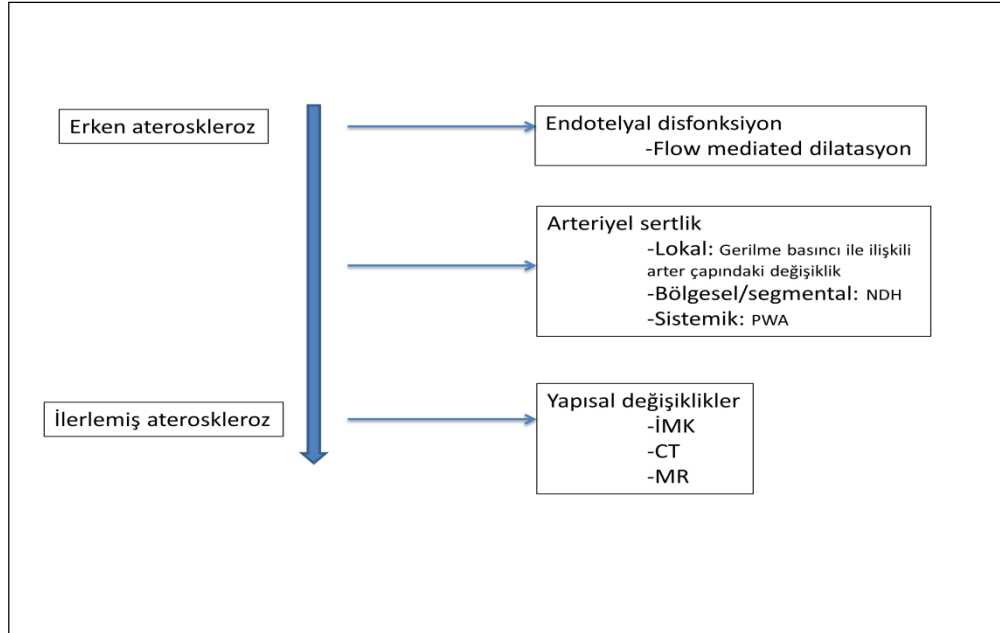 Erken ateroskleroz
Endotelyal disfonksiyon
-Flow mediated dilatasyon
Arteriyel sertlik
-Lokal: Gerilme basıncı ile ilişkili
arter çapındaki değişiklik
-Bölgesel/segmental: NDH
-Sistemik: PWA
İlerlemiş ateroskleroz
Yapısal değişiklikler
-İMK
-CT
-MR